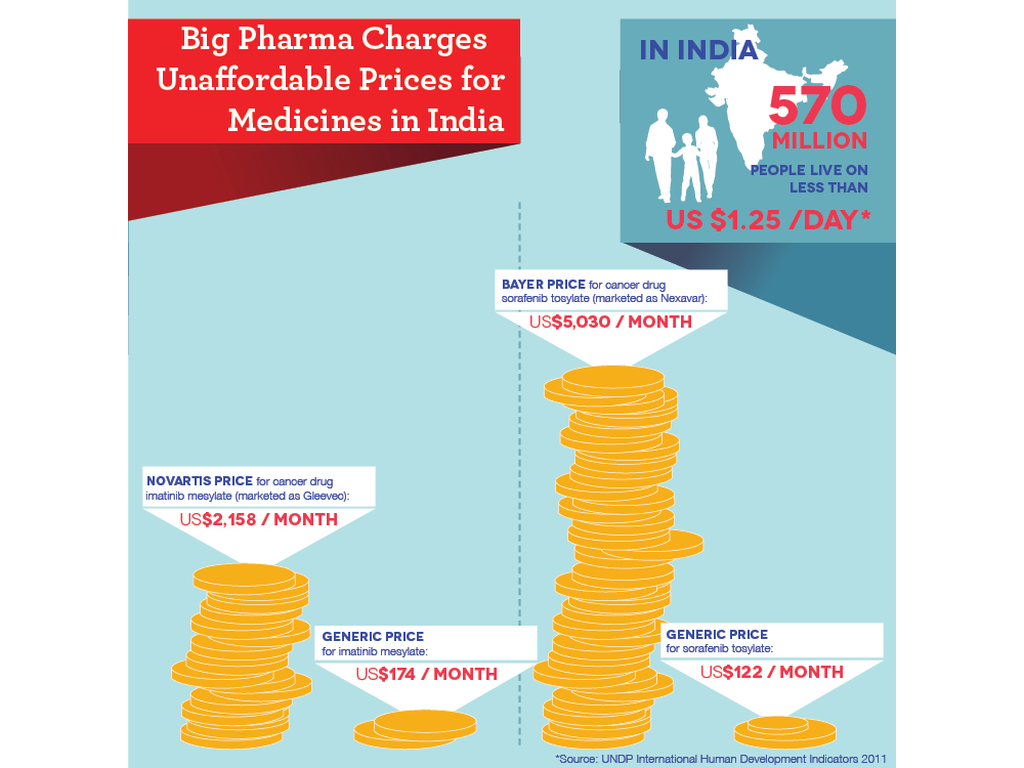 Big Pharma Charges
Unaffordable Prices for
Medicines in India
IN INDIA
570
MILLION
PEOPLE LIVE ON
LESS THAN
US $1.25 /DAY*
BAYER PRICE for cancer drug
sorafenib tosylate (marketed as Nexavar):
US$5,030 / MONTH
NOVARTIS PRICE for cancer drug
imatinib mesylate (marketed as Gleevec):
US$2,158 / MONTH
GENERIC PRICE
for imatinib mesylate:
US$174 / MONTH
GENERIC PRICE
for sorafenib tosylate:
US$122 / MONTH
*Source: UNDP International Human Development Indicators 2011